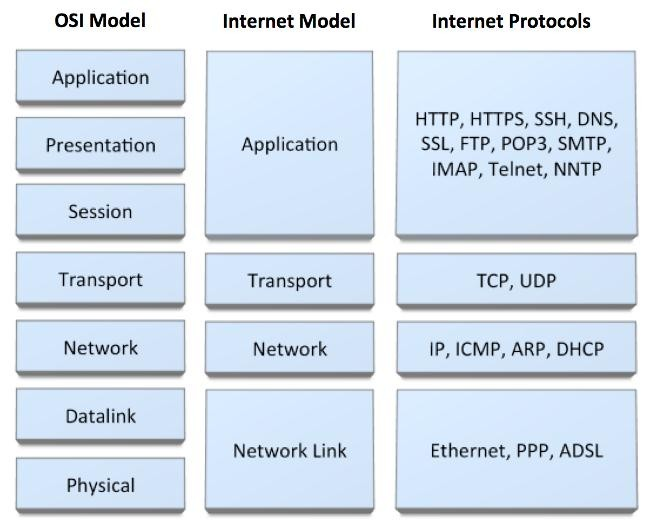 OSI Model
Internet Model
Internet Protocols
Application
Presentation
Session
Transport
Network
Datalink
Physical
Application
Transport
Network
Network Link
HTTP, HTTPS, SSH, DNS,
SSL, FTP, POP3, SMTP,
IMAP, Telnet, NNTP
TCP, UDP
IP, ICMP, ARP, DHCP
Ethernet, PPP, ADSL